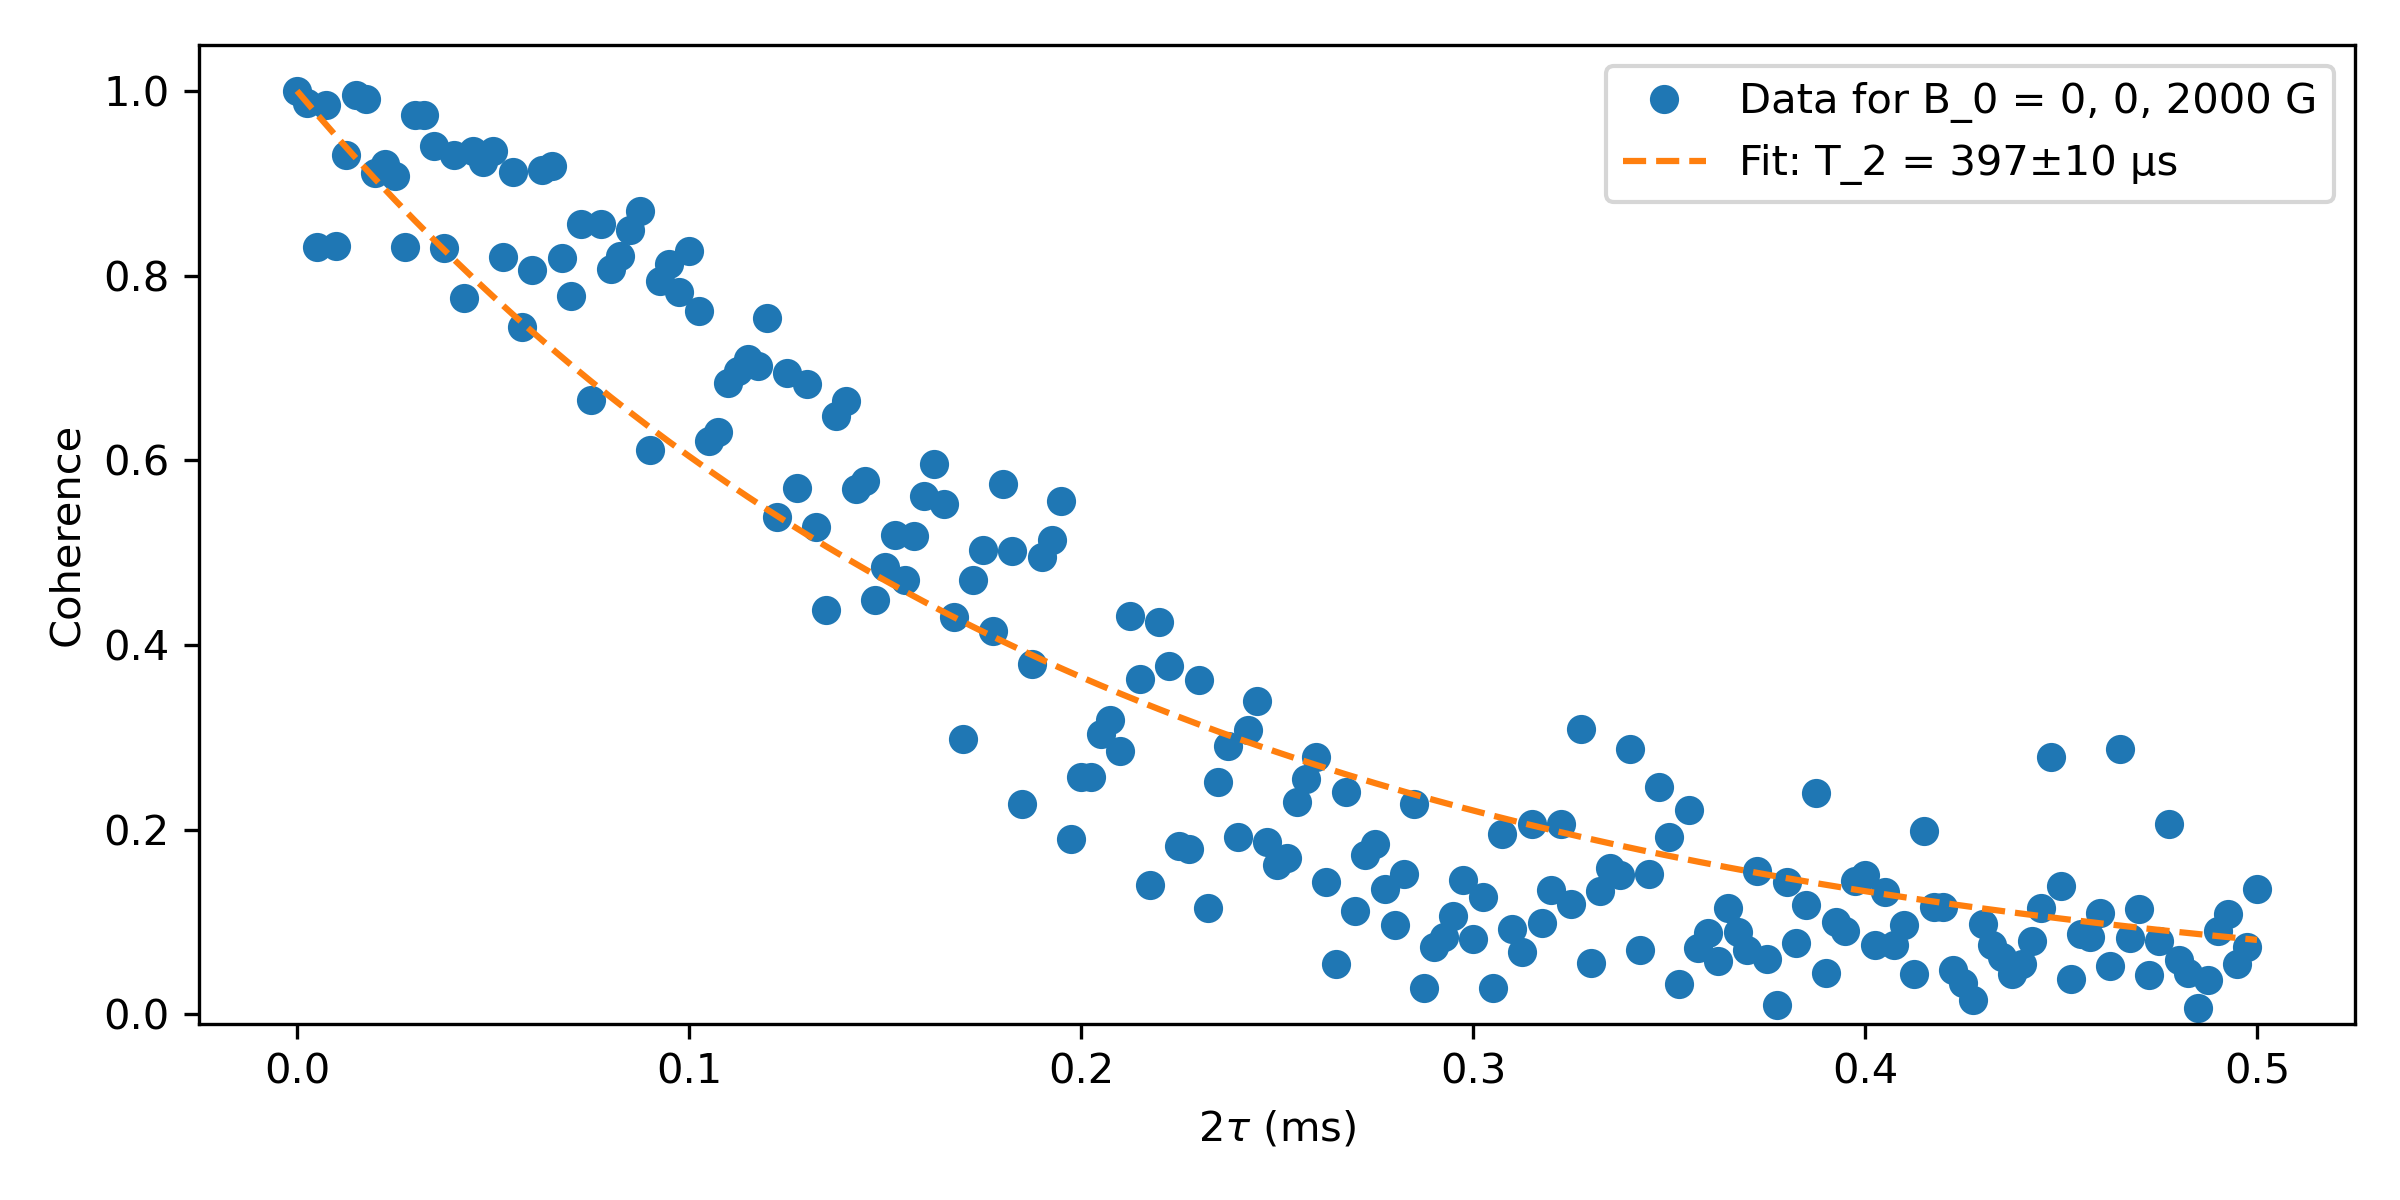 Data for B_0 = 0, 0, 2000 G
Fit: T_2 = 397±10 µs
Coherence
1.0
0.8
0.6
0.4
0.2
0.0
0.0 0.1 0.2 0.3 0.4 0.5
2τ (ms)